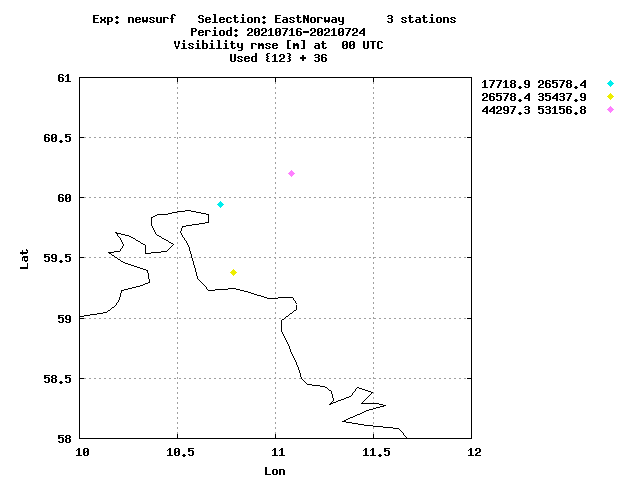 Exp: newsurf   Selection: EastNorway      3 stations
Period: 20210716-20210724
Visibility rmse [m] at  00 UTC
Used {12} + 36
17718.9 26578.4
26578.4 35437.9
44297.3 53156.8
61
60.5
60
59.5
59
58.5
58
Lat
10 10.5 11 11.5 12
Lon